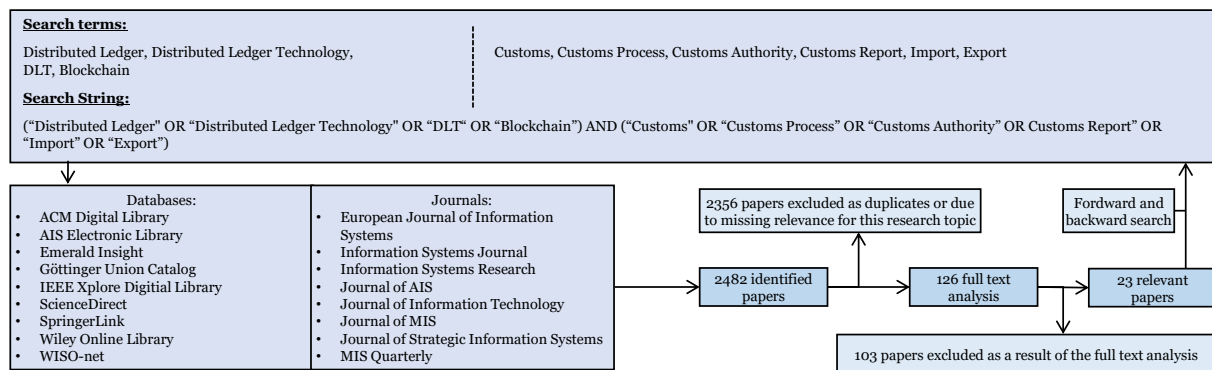 Search terms:
Distributed Ledger, Distributed Ledger Technology,
DLT, Blockchain
Customs, Customs Process, Customs Authority, Customs Report, Import, Export
Search String:
(“Distributed Ledger" OR “Distributed Ledger Technology" OR “DLT“ OR “Blockchain”) AND (“Customs" OR “Customs Process” OR “Customs Authority” OR Customs Report” OR
“Import” OR “Export”)
Databases:
• ACM Digital Library
• AIS Electronic Library
• Emerald Insight
• Göttinger Union Catalog
• IEEE Xplore Digitial Library
• ScienceDirect
• SpringerLink
• Wiley Online Library
• WISO-net
Journals:
• European Journal of Information
Systems
• Information Systems Journal
• Information Systems Research
• Journal of AIS
• Journal of Information Technology
• Journal of MIS
• Journal of Strategic Information Systems
• MIS Quarterly
2356 papers excluded as duplicates or due
to missing relevance for this research topic
Fordward and
backward search
2482 identified
papers
126 full text
analysis
23 relevant
papers
103 papers excluded as a result of the full text analysis